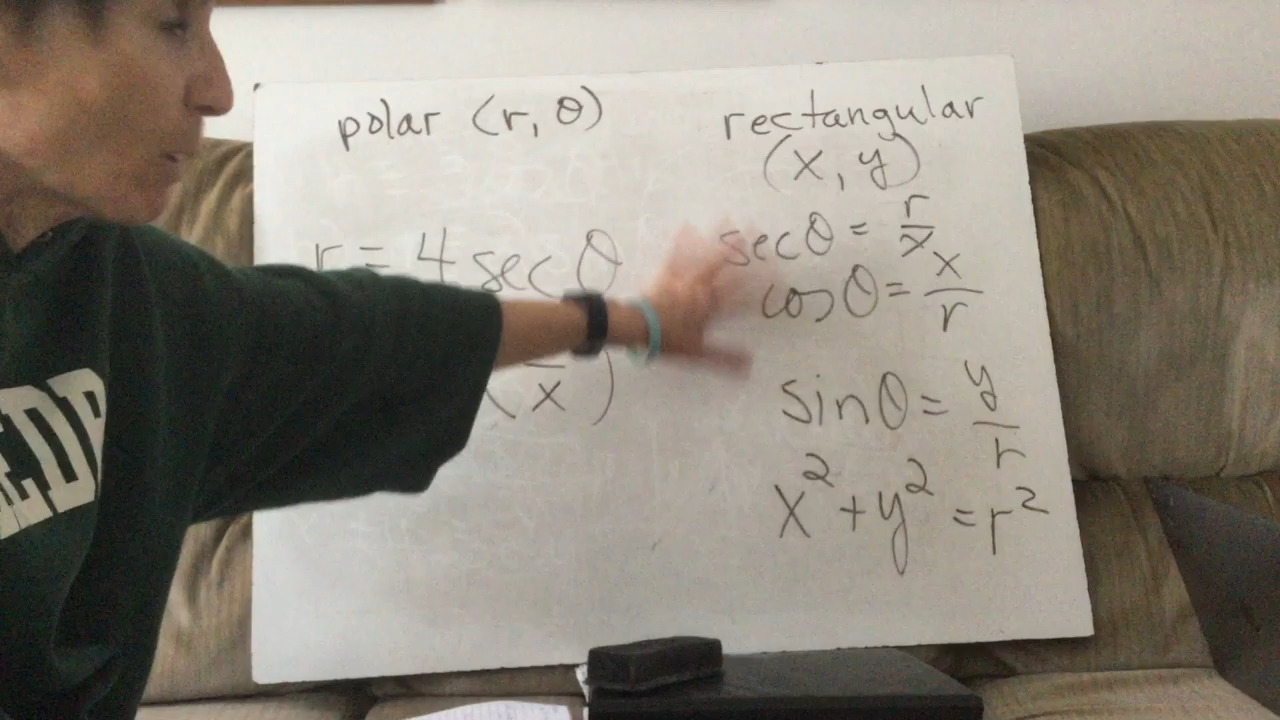 polar (r, θ)
rectangular
(x, y)
r = 4 sec θ
x
sec θ = r/x
cos θ = x/r
sin θ = y/r
x² + y² = r²